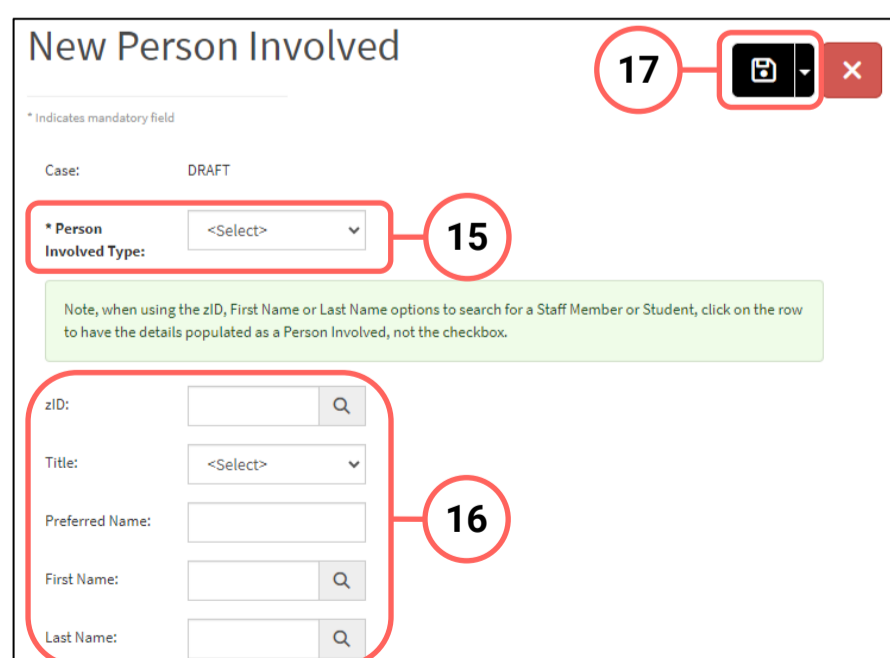 New Person Involved
17
* Indicates mandatory field
Case: DRAFT
* Person
Involved Type: <Select>
15
Note, when using the zID, First Name or Last Name options to search for a Staff Member or Student, click on the row
to have the details populated as a Person Involved, not the checkbox.
zID:
Title: <Select>
Preferred Name:
16
First Name:
Last Name: